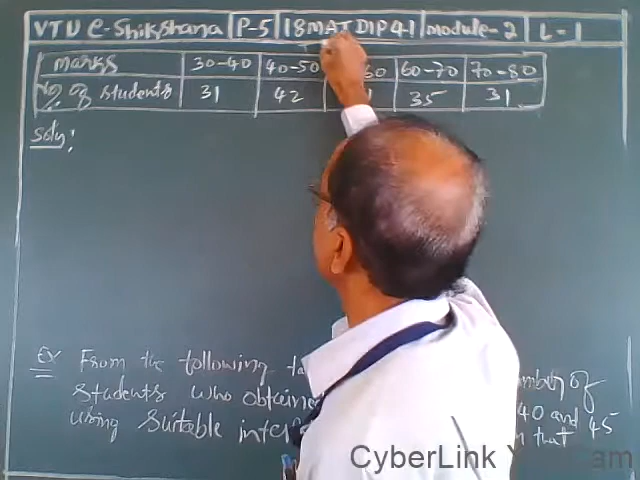 VTU e-Shikshana P-5 18MATDIP41 module-2 L-1
marks 30-40 40-50 60-70 70-80
No. of students 31 42 35 31
Soln:
Ex From the following
students who obtained 40 and 45
using suitable that
CyberLink